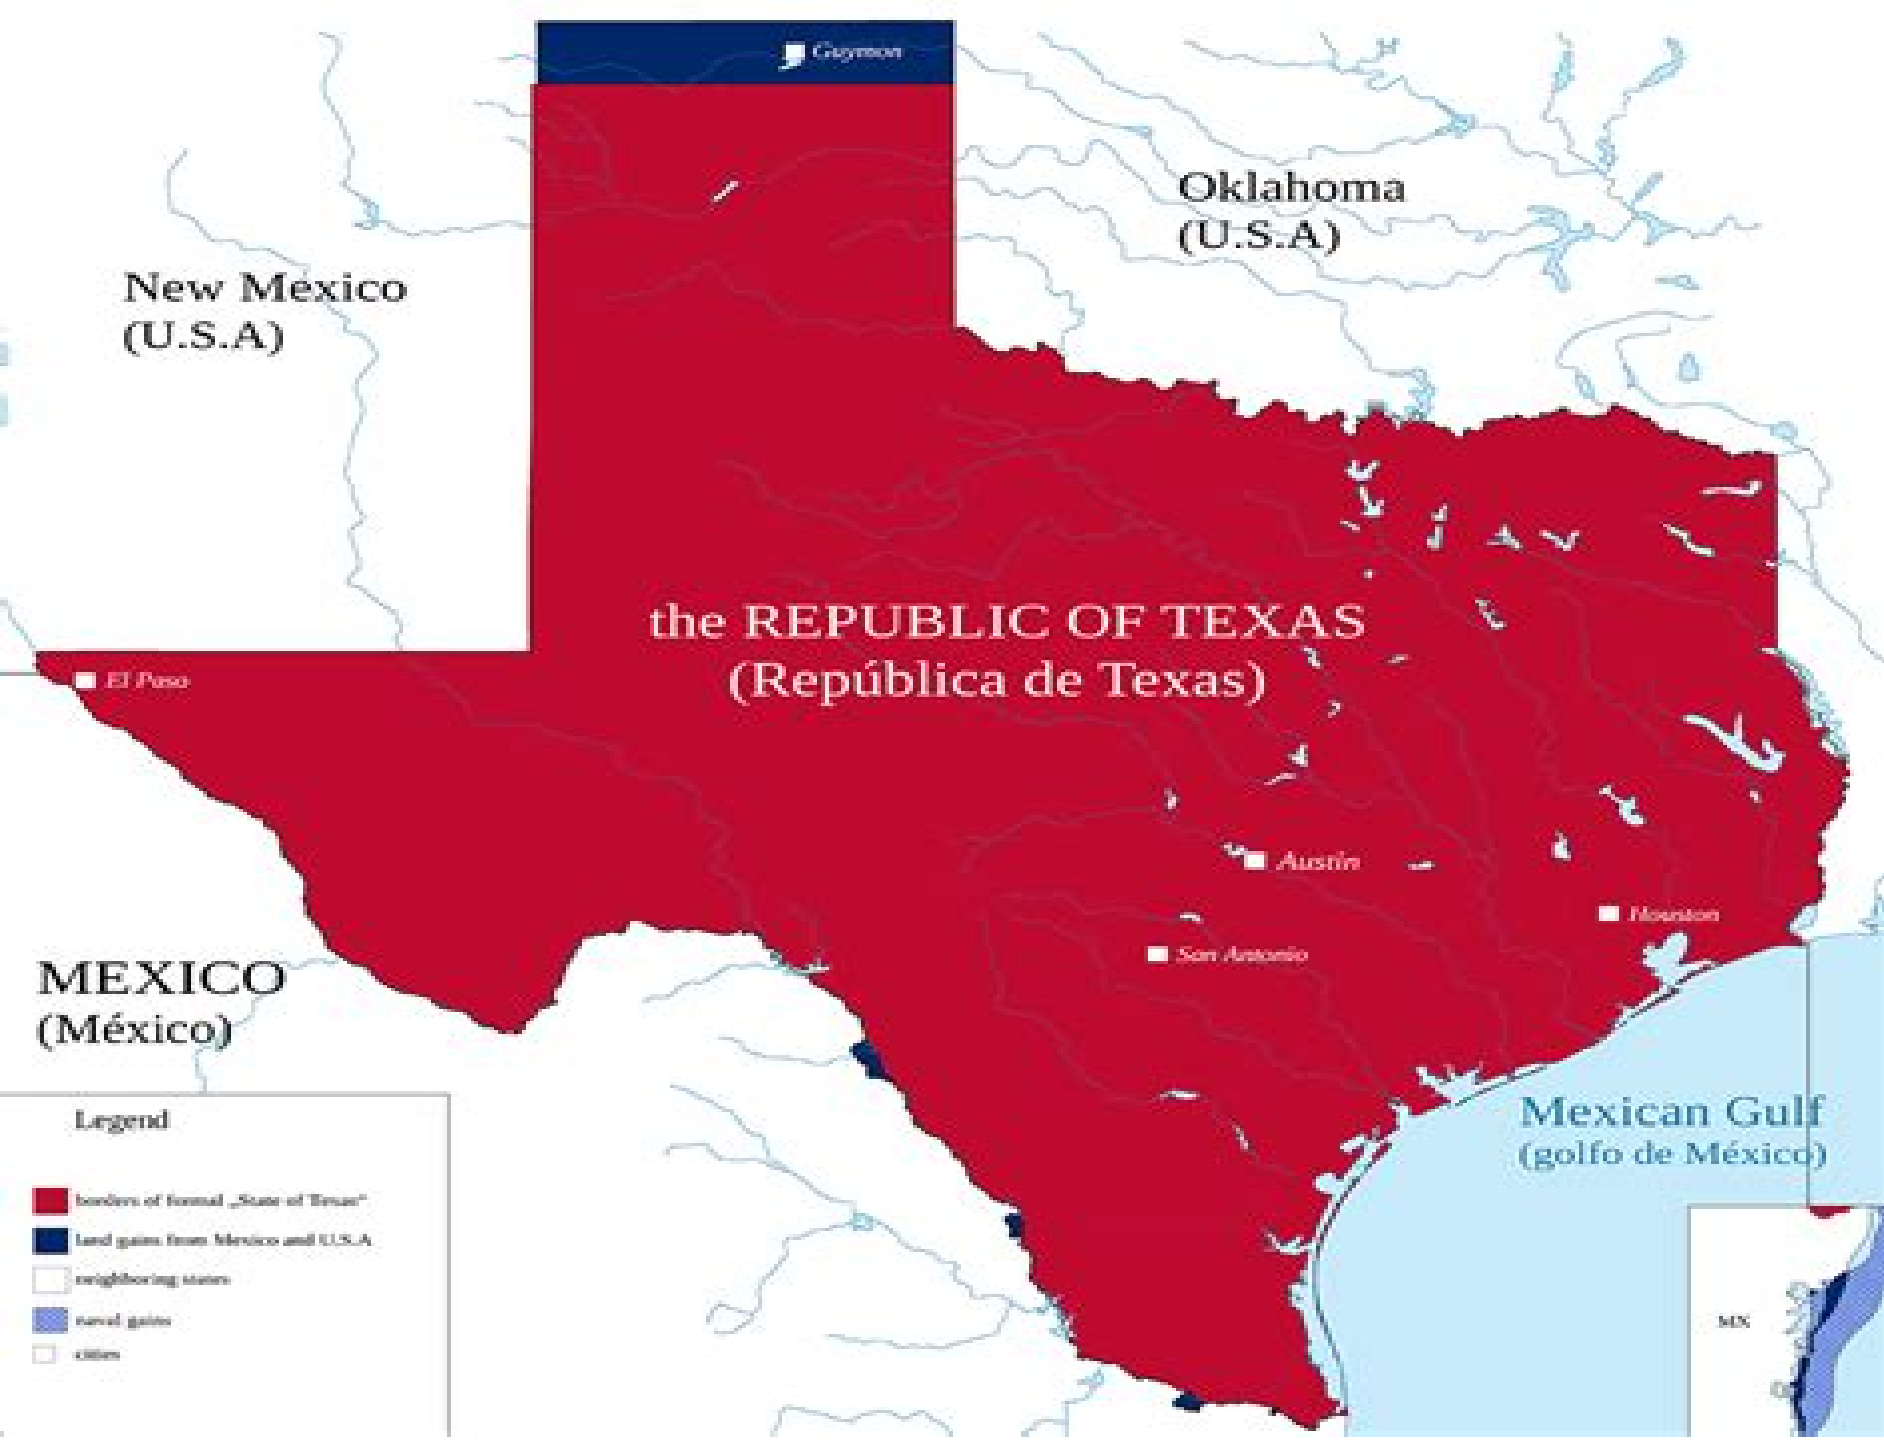 Guymon
Oklahoma
(U.S.A)
New México
(U.S.A)
the REPUBLIC OF TEXAS
(República de Texas)
El Paso
Austin
Houston
San Antonio
MEXICO
(México)
Mexican Gulf
(golfo de México)
Legend
borders of formal „State of Texas“
land gains from Mexico and U.S.A
neighboring states
naval gains
cities
MX